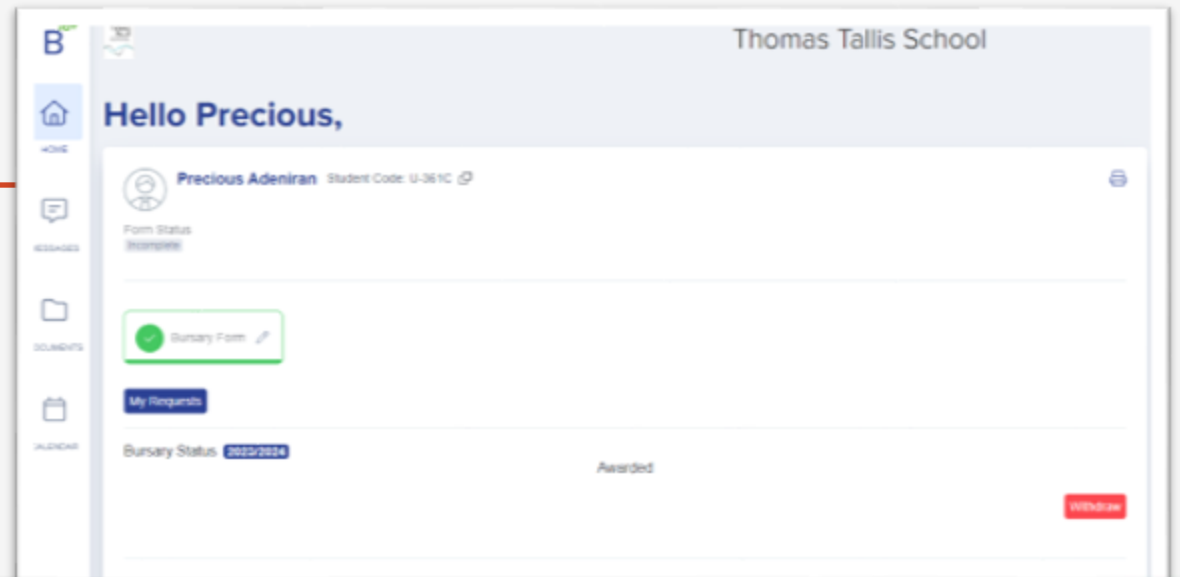 B
Thomas Tallis School
Hello Precious,
HOME
Precious Adeniran Student Code: U-361C
Form Status
Incomplete
Bursary Form
My Requests
Bursary Status 2023/2024
Awarded
Withdraw